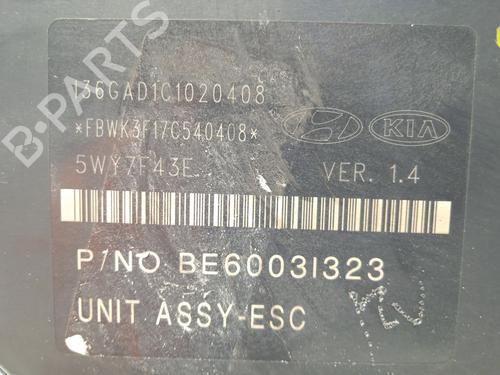 B-PARTS
136GAD1C1020408
*FBWK3F17C540408*
KIA
5WY7F43E VER. 1.4
P/NO BE60031323
UNIT ASSY-ESC